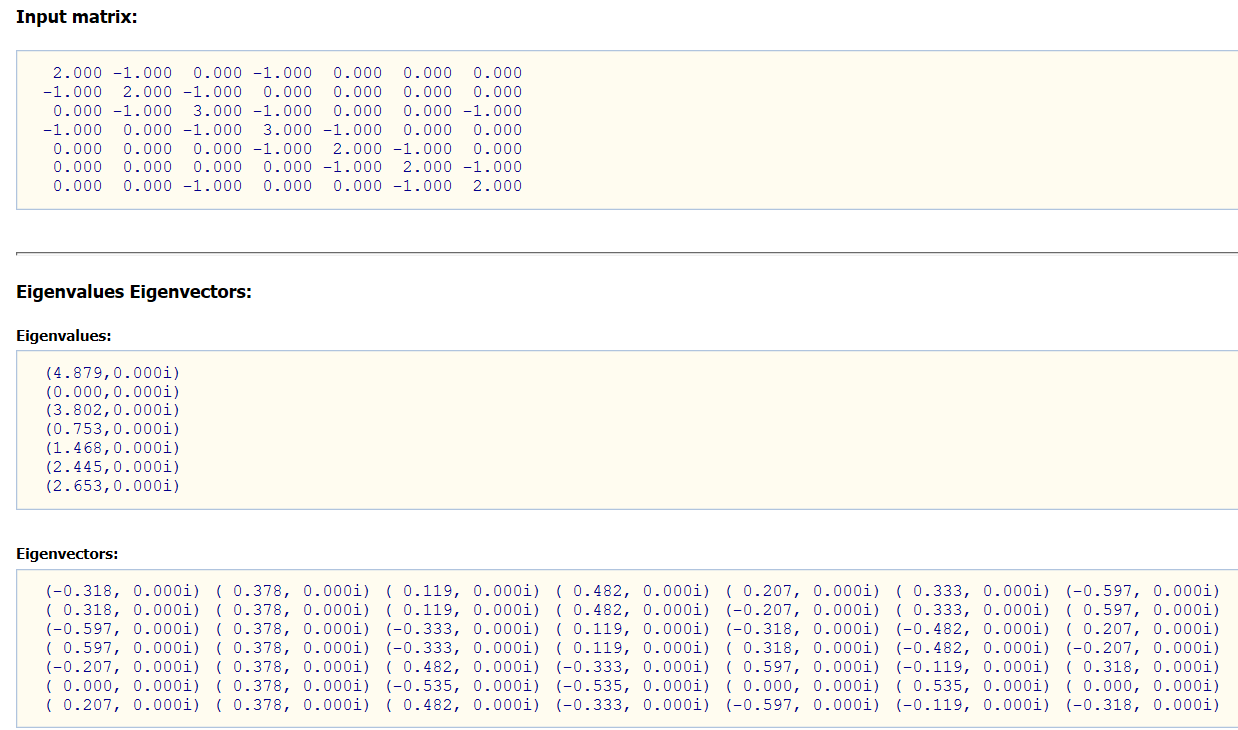 Input matrix:
2.000 -1.000 0.000 -1.000 0.000 0.000 0.000
-1.000 2.000 -1.000 0.000 0.000 0.000 0.000
0.000 -1.000 3.000 -1.000 0.000 0.000 -1.000
-1.000 0.000 -1.000 3.000 -1.000 0.000 0.000
0.000 0.000 0.000 -1.000 2.000 -1.000 0.000
0.000 0.000 0.000 0.000 -1.000 2.000 -1.000
0.000 0.000 -1.000 0.000 0.000 -1.000 2.000
Eigenvalues Eigenvectors:
Eigenvalues:
(4.879,0.000i)
(0.000,0.000i)
(3.802,0.000i)
(0.753,0.000i)
(1.468,0.000i)
(2.445,0.000i)
(2.653,0.000i)
Eigenvectors:
(-0.318, 0.000i) ( 0.378, 0.000i) ( 0.119, 0.000i) ( 0.482, 0.000i) ( 0.207, 0.000i) ( 0.333, 0.000i) (-0.597, 0.000i)
( 0.318, 0.000i) ( 0.378, 0.000i) ( 0.119, 0.000i) ( 0.482, 0.000i) (-0.207, 0.000i) ( 0.333, 0.000i) ( 0.597, 0.000i)
(-0.597, 0.000i) ( 0.378, 0.000i) (-0.333, 0.000i) ( 0.119, 0.000i) (-0.318, 0.000i) (-0.482, 0.000i) ( 0.207, 0.000i)
( 0.597, 0.000i) ( 0.378, 0.000i) (-0.333, 0.000i) ( 0.119, 0.000i) ( 0.318, 0.000i) (-0.482, 0.000i) (-0.207, 0.000i)
(-0.207, 0.000i) ( 0.378, 0.000i) ( 0.482, 0.000i) (-0.333, 0.000i) ( 0.597, 0.000i) (-0.119, 0.000i) ( 0.318, 0.000i)
( 0.000, 0.000i) ( 0.378, 0.000i) (-0.535, 0.000i) (-0.535, 0.000i) ( 0.000, 0.000i) ( 0.535, 0.000i) ( 0.000, 0.000i)
( 0.207, 0.000i) ( 0.378, 0.000i) ( 0.482, 0.000i) (-0.333, 0.000i) (-0.597, 0.000i) (-0.119, 0.000i) (-0.318, 0.000i)